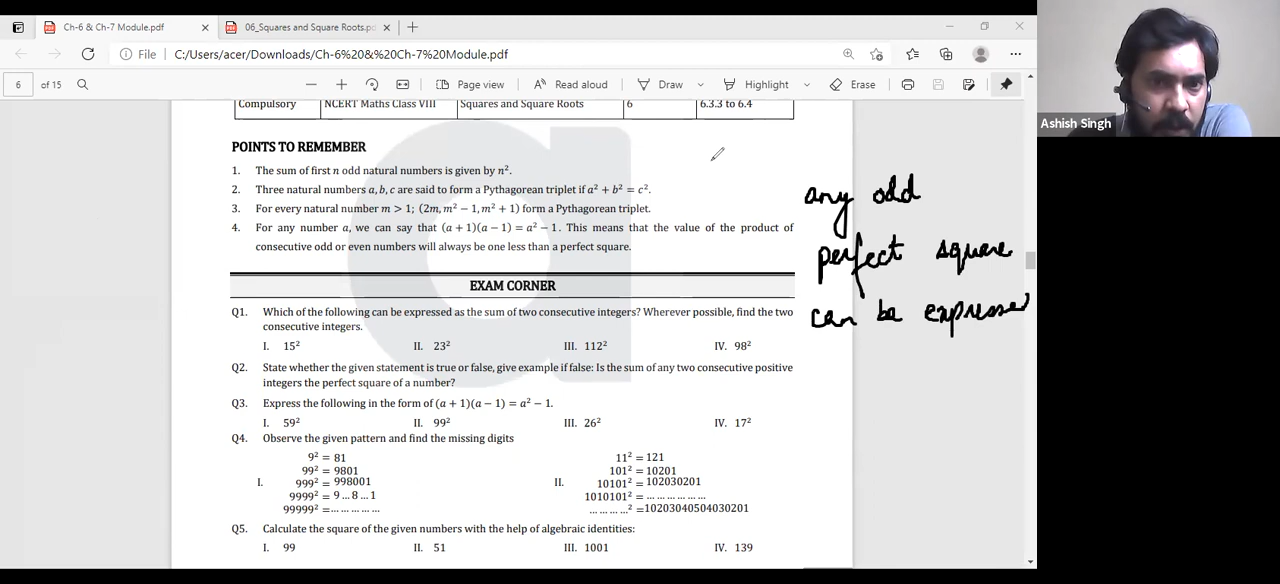 Ch-6 & Ch-7 Module.pdf
06_Squares and Square Roots.pd
File C:/Users/acer/Downloads/Ch-6%20&%20Ch-7%20Module.pdf
6 of 15 Page view Read aloud Draw Highlight Erase
Ashish Singh
Compulsory NCERT Maths Class VIII Squares and Square Roots 6 6.3.3 to 6.4
POINTS TO REMEMBER
1. The sum of first n odd natural numbers is given by n².
2. Three natural numbers a, b, c are said to form a Pythagorean triplet if a² + b² = c².
3. For every natural number m > 1; (2m, m² − 1, m² + 1) form a Pythagorean triplet.
4. For any number a, we can say that (a + 1)(a − 1) = a² − 1. This means that the value of the product of
consecutive odd or even numbers will always be one less than a perfect square.
any odd
perfect square
can be expressed
EXAM CORNER
Q1. Which of the following can be expressed as the sum of two consecutive integers? Wherever possible, find the two
consecutive integers.
I. 15² II. 23² III. 112² IV. 98²
Q2. State whether the given statement is true or false, give example if false: Is the sum of any two consecutive positive
integers the perfect square of a number?
Q3. Express the following in the form of (a + 1)(a − 1) = a² − 1.
I. 59² II. 99² III. 26² IV. 17²
Q4. Observe the given pattern and find the missing digits
9² = 81 11² = 121
99² = 9801 101² = 10201
I. 999² = 998001 II. 10101² = 102030201
9999² = 9 … 8 … 1 1010101² = … … … … … …
99999² = … … … … … … … …² =10203040504030201
Q5. Calculate the square of the given numbers with the help of algebraic identities:
I. 99 II. 51 III. 1001 IV. 139